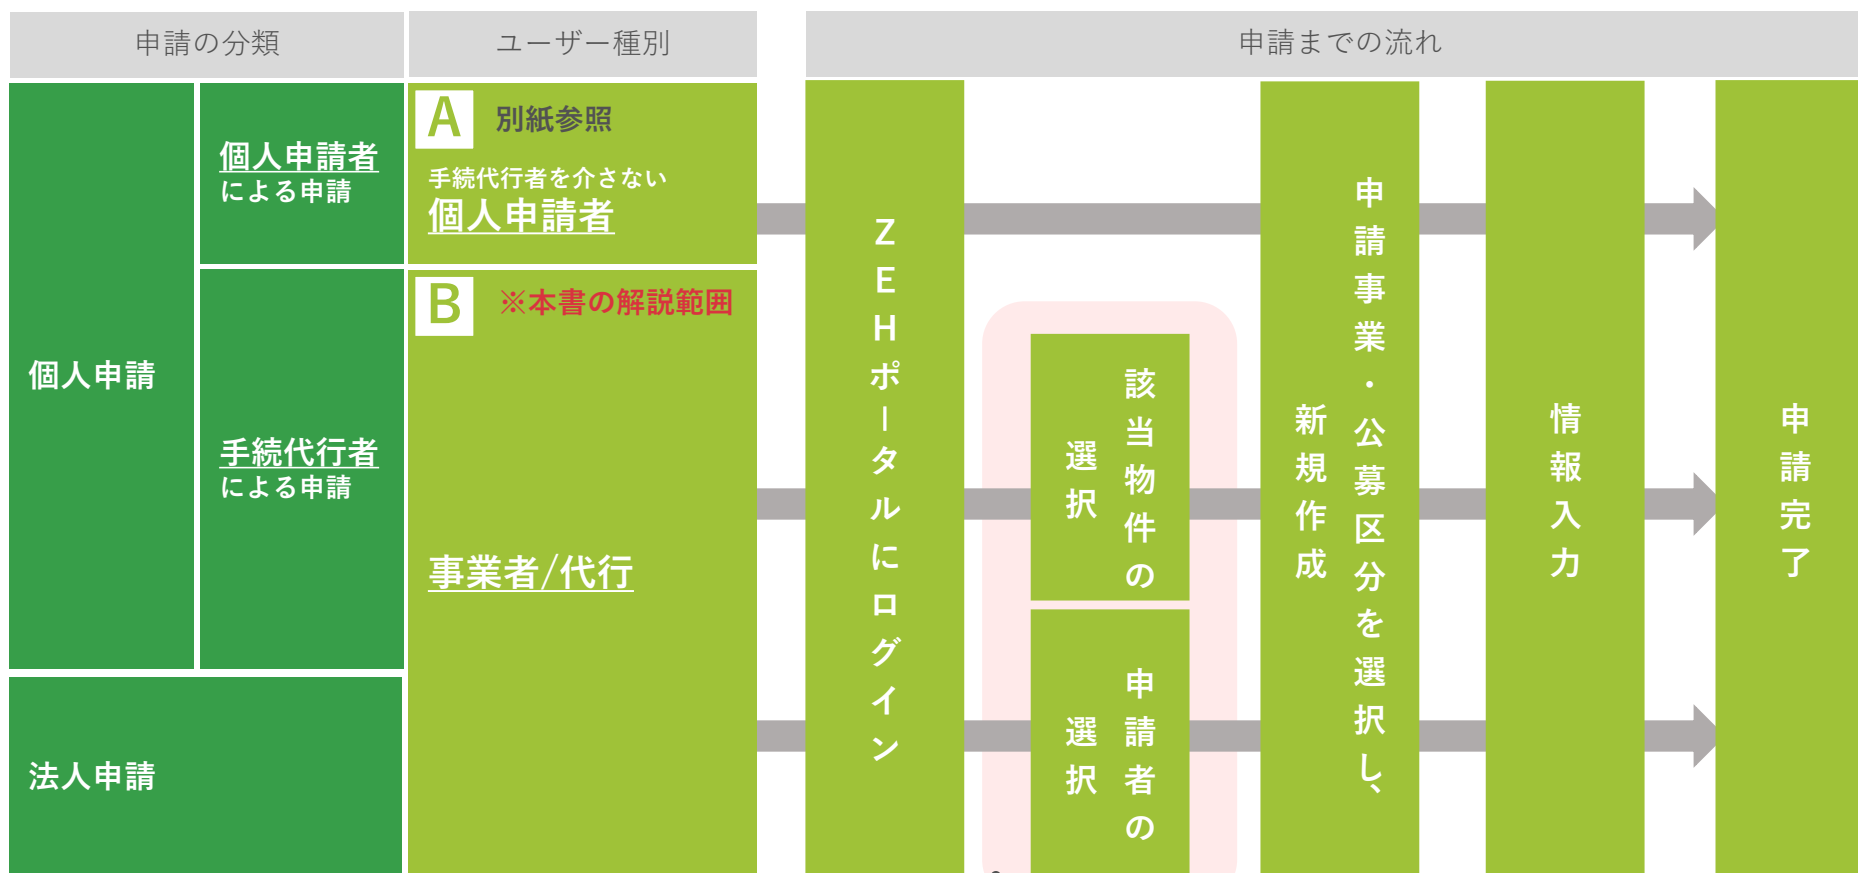 申請の分類
ユーザー種別
申請までの流れ
個人申請
個人申請者
による申請
A
別紙参照
手続代行者を介さない
個人申請者
手続代行者
による申請
B
※本書の解説範囲
事業者/代行
法人申請
ZEHポータルにログイン
該当物件の
選択
申請者の
選択
申請事業・公募区分を選択し、
新規作成
情報入力
申請完了